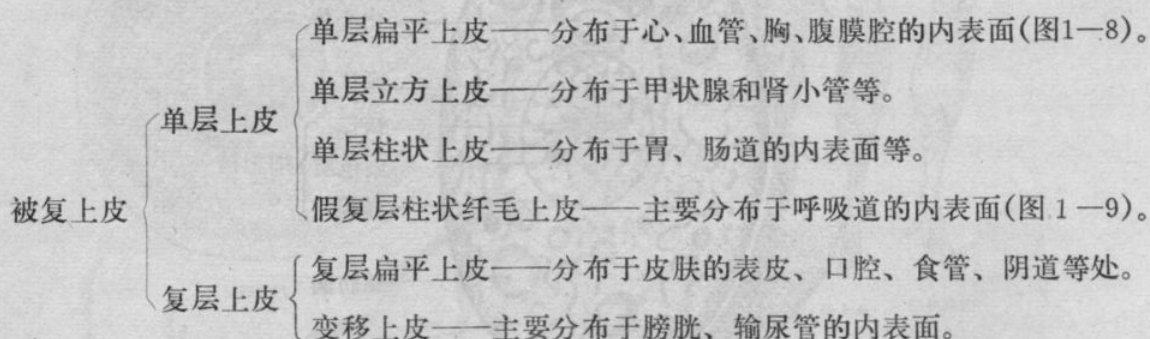 单层扁平上皮——分布于心、血管、胸、腹膜腔的内表面(图1—8)。
单层立方上皮——分布于甲状腺和肾小管等。
单层上皮
单层柱状上皮——分布于胃、肠道的内表面等。
被复上皮
假复层柱状纤毛上皮——主要分布于呼吸道的内表面(图1—9)。
复层扁平上皮——分布于皮肤的表皮、口腔、食管、阴道等处。
复层上皮
变移上皮——主要分布于膀胱、输尿管的内表面。